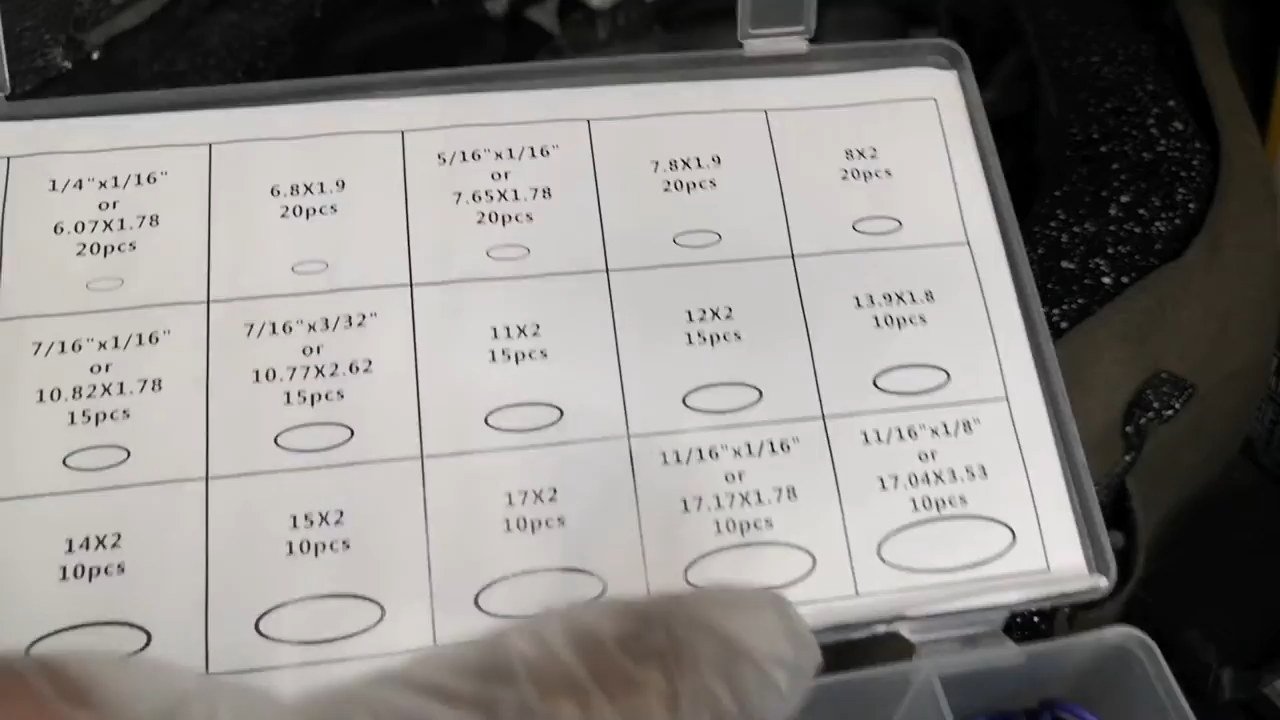 1/4"x1/16"
or
6.07X1.78
20pcs
6.8X1.9
20pcs
5/16"x1/16"
or
7.65X1.78
20pcs
7.8X1.9
20pcs
8X2
20pcs
7/16"x1/16"
or
10.82X1.78
15pcs
7/16"x3/32"
or
10.77X2.62
15pcs
11X2
15pcs
12X2
15pcs
13.9X1.8
10pcs
14X2
10pcs
15X2
10pcs
17X2
10pcs
11/16"x1/16"
or
17.17X1.78
10pcs
11/16"x1/8"
or
17.04X3.53
10pcs